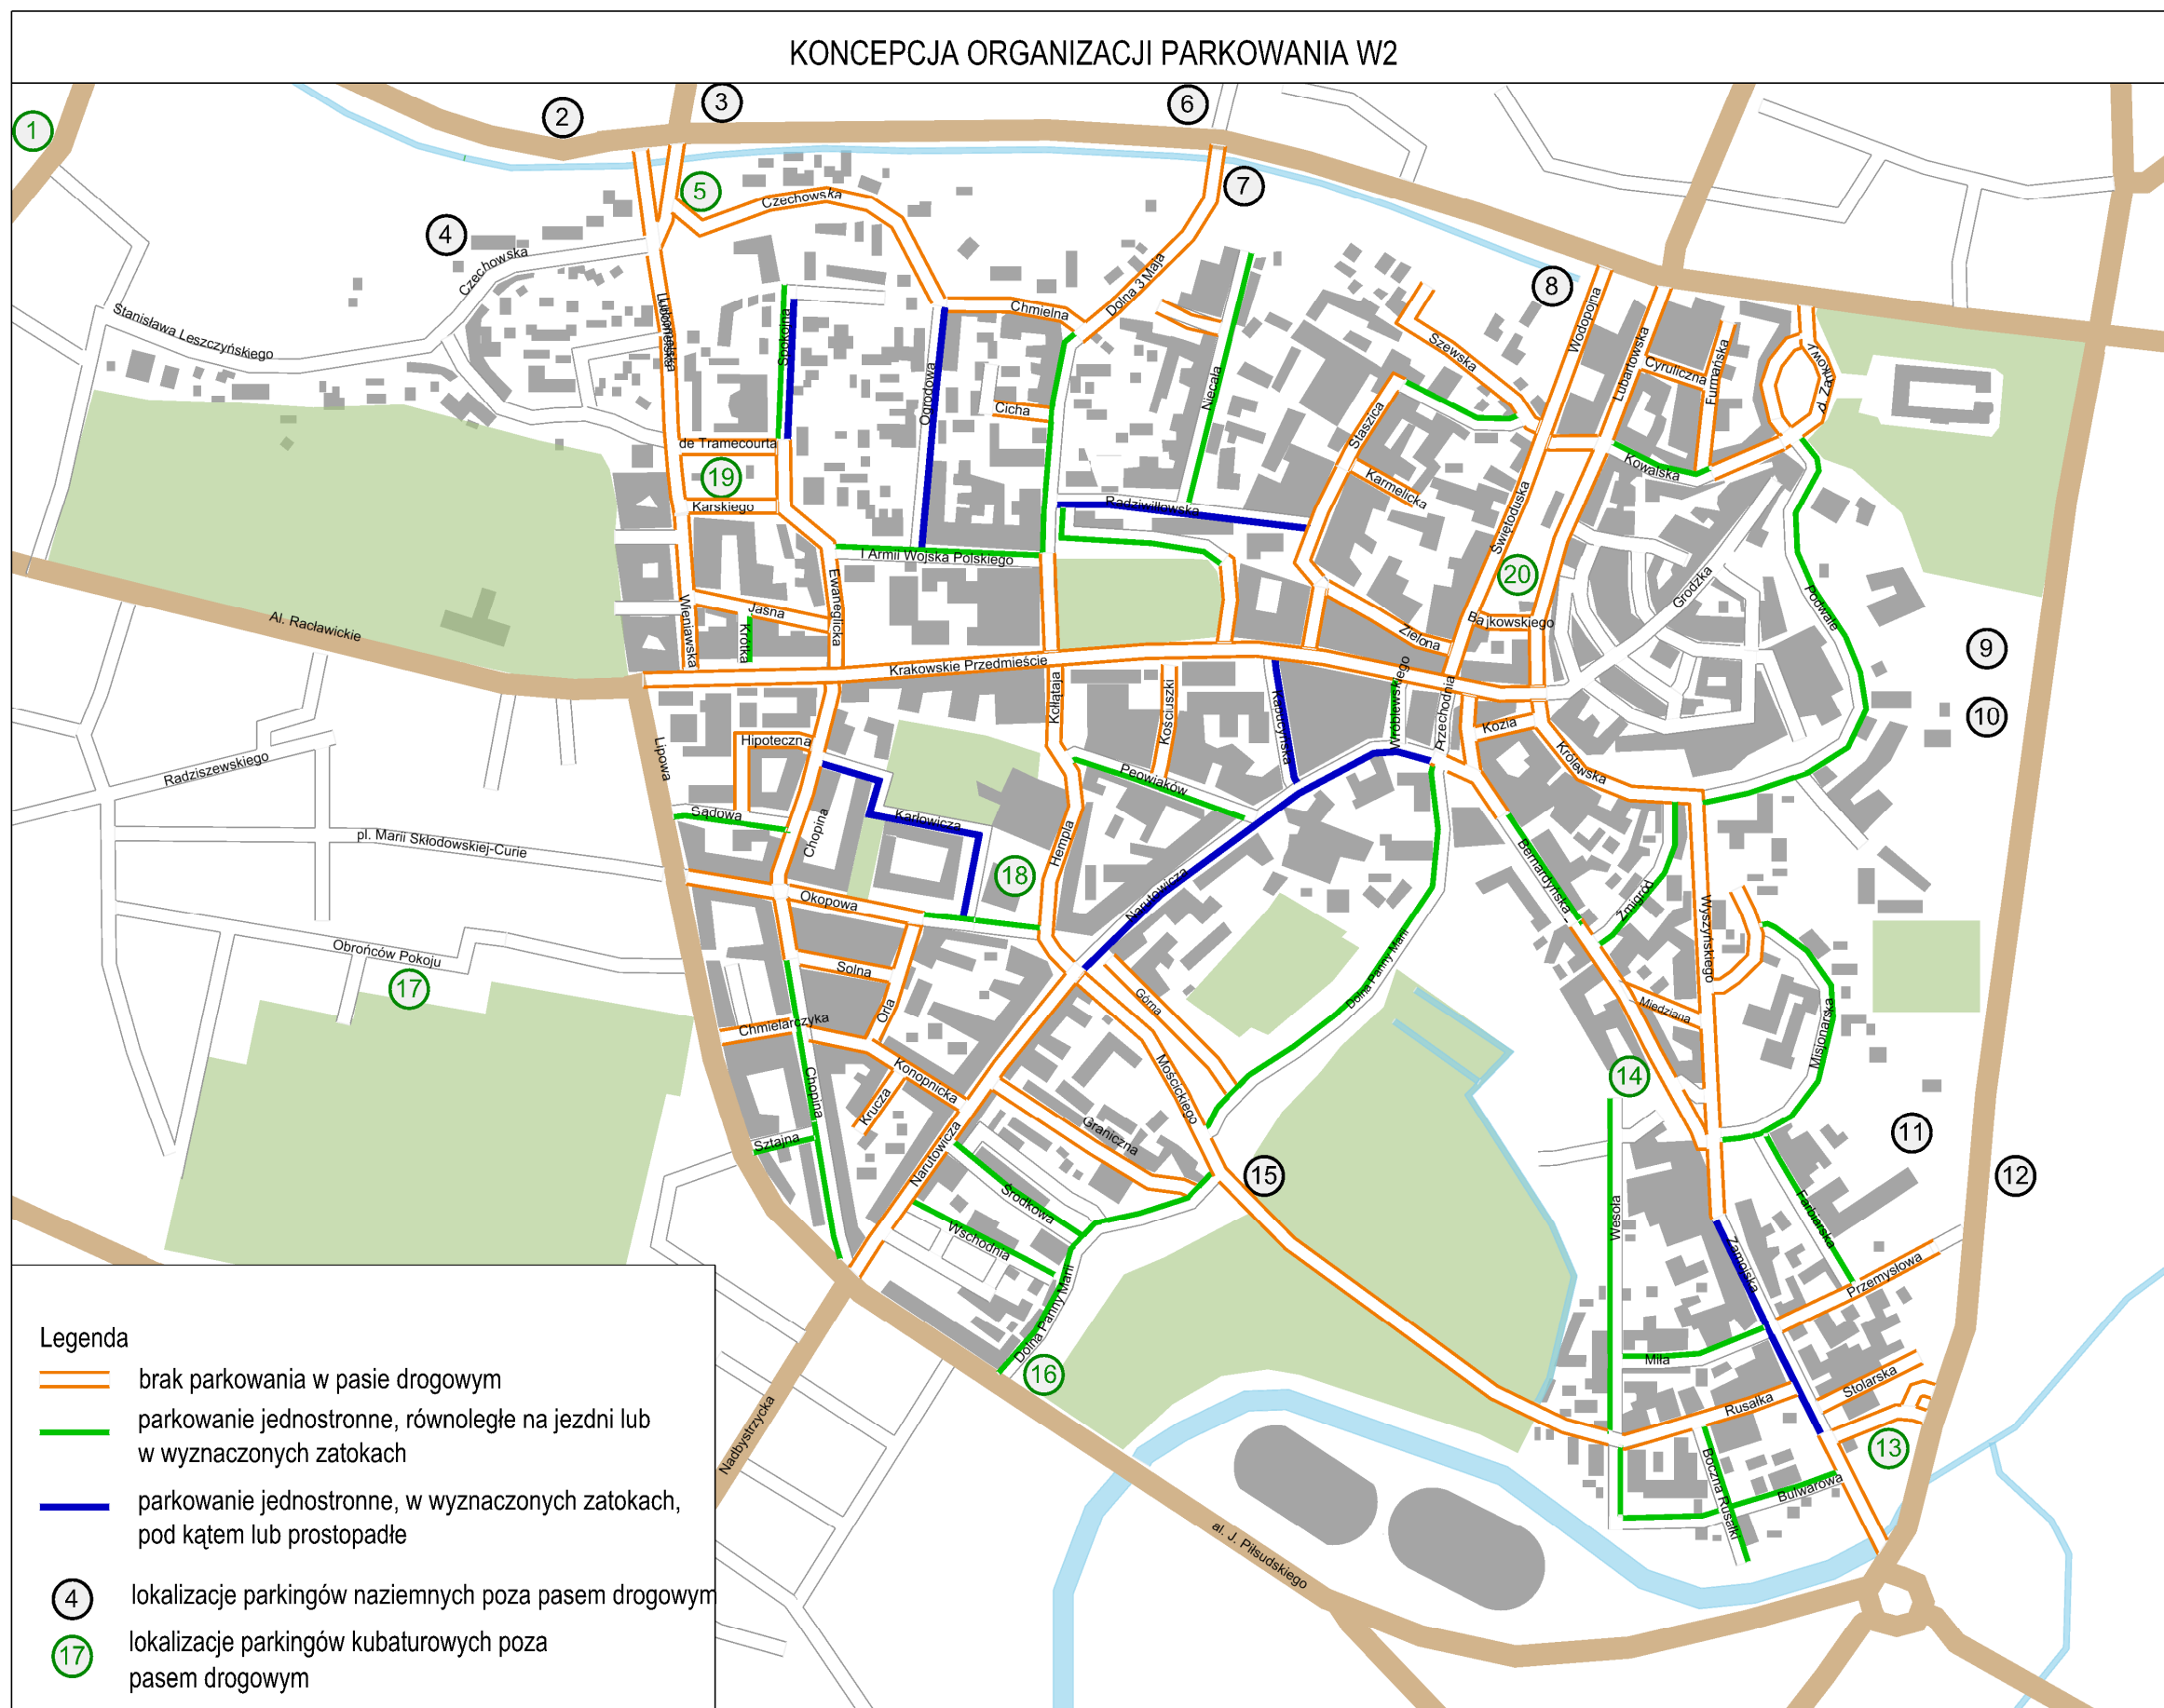 KONCEPCJA ORGANIZACJI PARKOWANIA W2
1
2
3
6
5
7
4
8
Czechowska
Czechowska
Stanisława Leszczyńskiego
Spokojna
Chmielna
Dolna 3 Maja
Szewska
Wodopojna
Lubartowska
Cyruliczna
Furmańska
pl. Zamkowy
Ogrodowa
Cicha
Niecała
Staszica
Karmelicka
Kowalska
de Tramecourta
19
Karskiego
Radziwiłłowska
Świętoduska
I Armii Wojska Polskiego
20
Grodzka
Podwale
Al. Racławickie
Wieniawska
Jasna
Krótka
Ewangelicka
Zielona
Bajkowskiego
9
10
Krakowskie Przedmieście
Kołłątaja
Kościuszki
Kapucyńska
Wróblewskiego
Przechodnia
Kozia
Królewska
Radziszewskiego
Lipowa
Hipoteczna
Peowiaków
Sądowa
Chopina
Karłowicza
Hempla
pl. Marii Skłodowskiej-Curie
18
Narutowicza
Bernardyńska
Żmigród
Wyszyńskiego
Okopowa
Obrońców Pokoju
17
Solna
Orla
Górna
Dolna Panny Marii
Miedziana
Misjonarska
Chmielarczyka
Konopnicka
Krucza
Chopina
Mościckiego
14
Graniczna
11
12
Sztajna
Narutowicza
15
Środkowa
Wschodnia
Wesoła
Farbiarska
Zamojska
Przemysłowa
Dolna Panny Marii
16
Miła
Stolarska
Rusałka
13
Boczna Rusałki
Bulwarowa
Nadbystrzycka
al. J. Piłsudskiego
Legenda
brak parkowania w pasie drogowym
parkowanie jednostronne, równoległe na jezdni lub
w wyznaczonych zatokach
parkowanie jednostronne, w wyznaczonych zatokach,
pod kątem lub prostopadłe
4 lokalizacje parkingów naziemnych poza pasem drogowym
17 lokalizacje parkingów kubaturowych poza
pasem drogowym